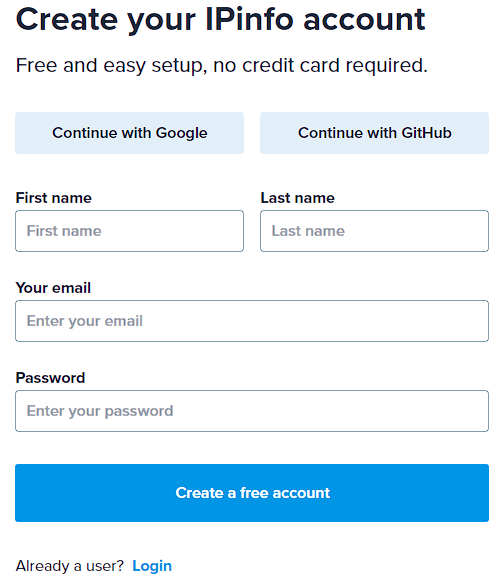 Create your IPinfo account
Free and easy setup, no credit card required.
Continue with Google Continue with GitHub
First name Last name
First name Last name
Your email
Enter your email
Password
Enter your password
Create a free account
Already a user? Login